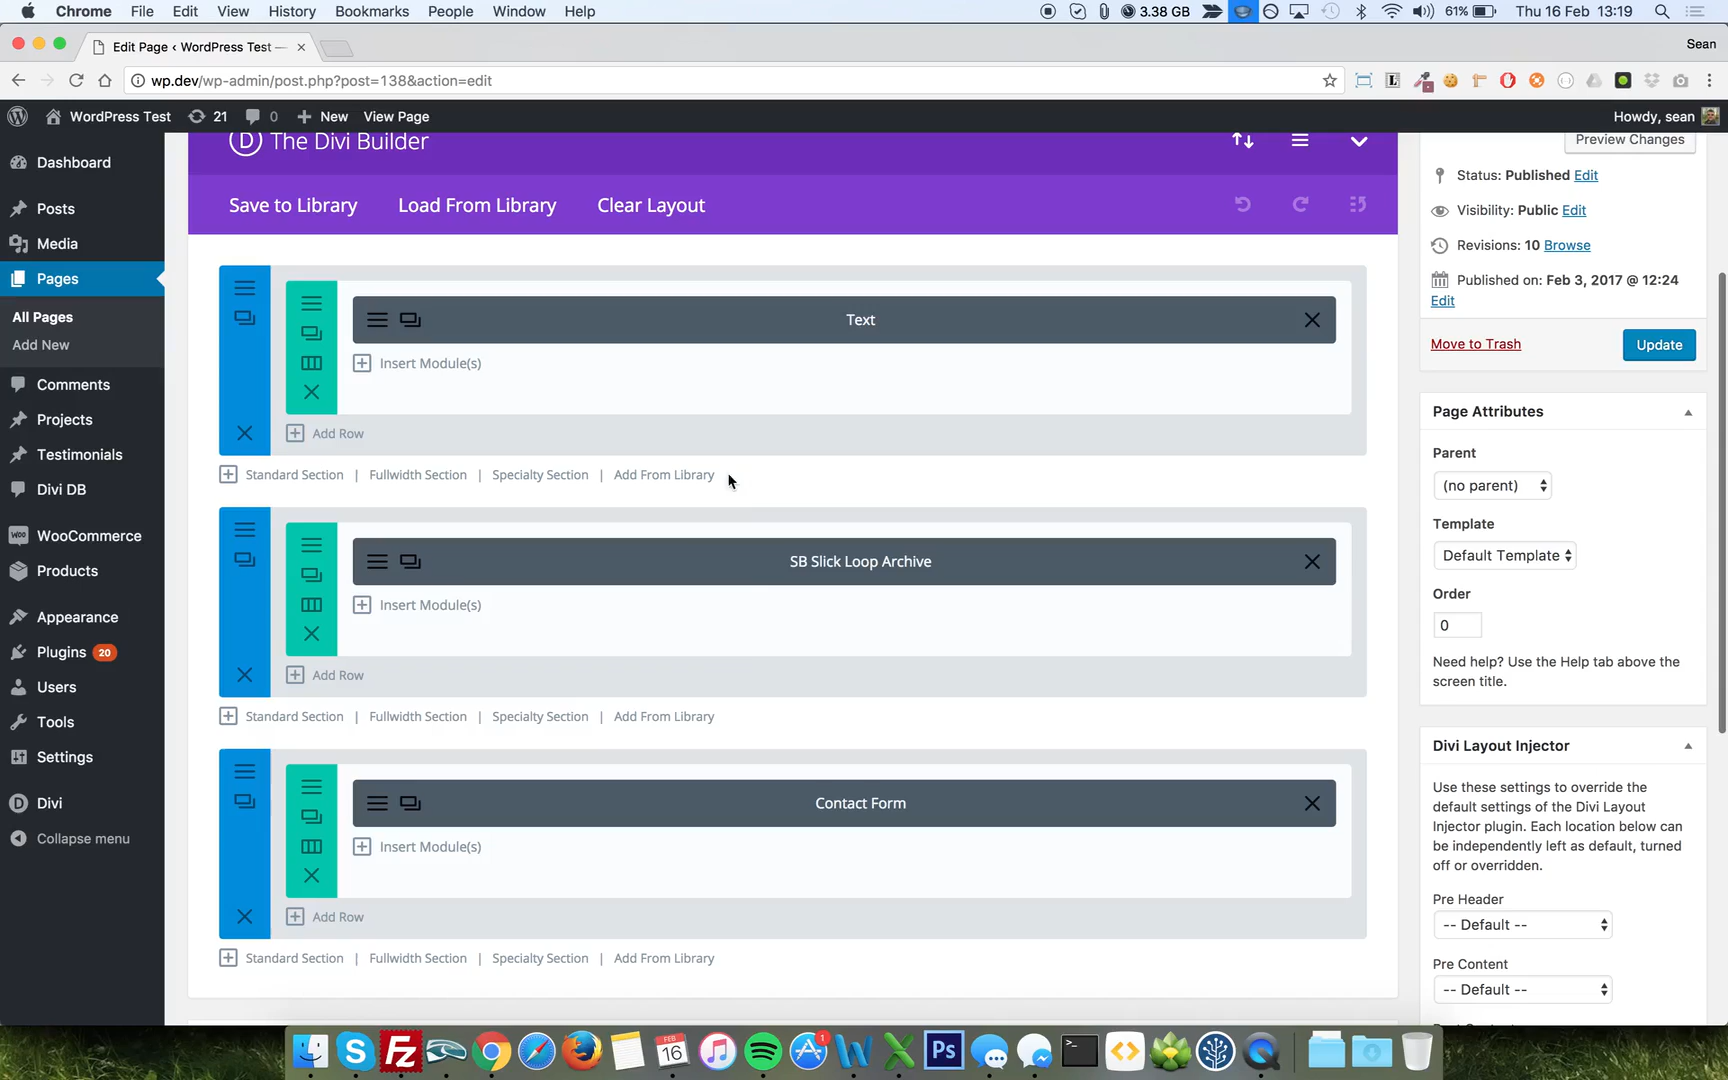 Chrome File Edit View History Bookmarks People Window Help 3.38 GB 61% Thu 16 Feb 13:19
Edit Page ‹ WordPress Test — Sean
wp.dev/wp-admin/post.php?post=138&action=edit
WordPress Test 21 0 New View Page Howdy, sean
Dashboard
Posts
Media
Pages
All Pages
Add New
Comments
Projects
Testimonials
Divi DB
WooCommerce
Products
Appearance
Plugins 20
Users
Tools
Settings
Divi
Collapse menu
The Divi Builder
Save to Library Load From Library Clear Layout
Text
Insert Module(s)
Add Row
Standard Section | Fullwidth Section | Specialty Section | Add From Library
SB Slick Loop Archive
Insert Module(s)
Add Row
Standard Section | Fullwidth Section | Specialty Section | Add From Library
Contact Form
Insert Module(s)
Add Row
Standard Section | Fullwidth Section | Specialty Section | Add From Library
Preview Changes
Status: Published Edit
Visibility: Public Edit
Revisions: 10 Browse
Published on: Feb 3, 2017 @ 12:24
Edit
Move to Trash Update
Page Attributes
Parent
(no parent)
Template
Default Template
Order
0
Need help? Use the Help tab above the
screen title.
Divi Layout Injector
Use these settings to override the
default settings of the Divi Layout
Injector plugin. Each location below can
be independently left as default, turned
off or overridden.
Pre Header
-- Default --
Pre Content
-- Default --
FEB
16
1
Ps